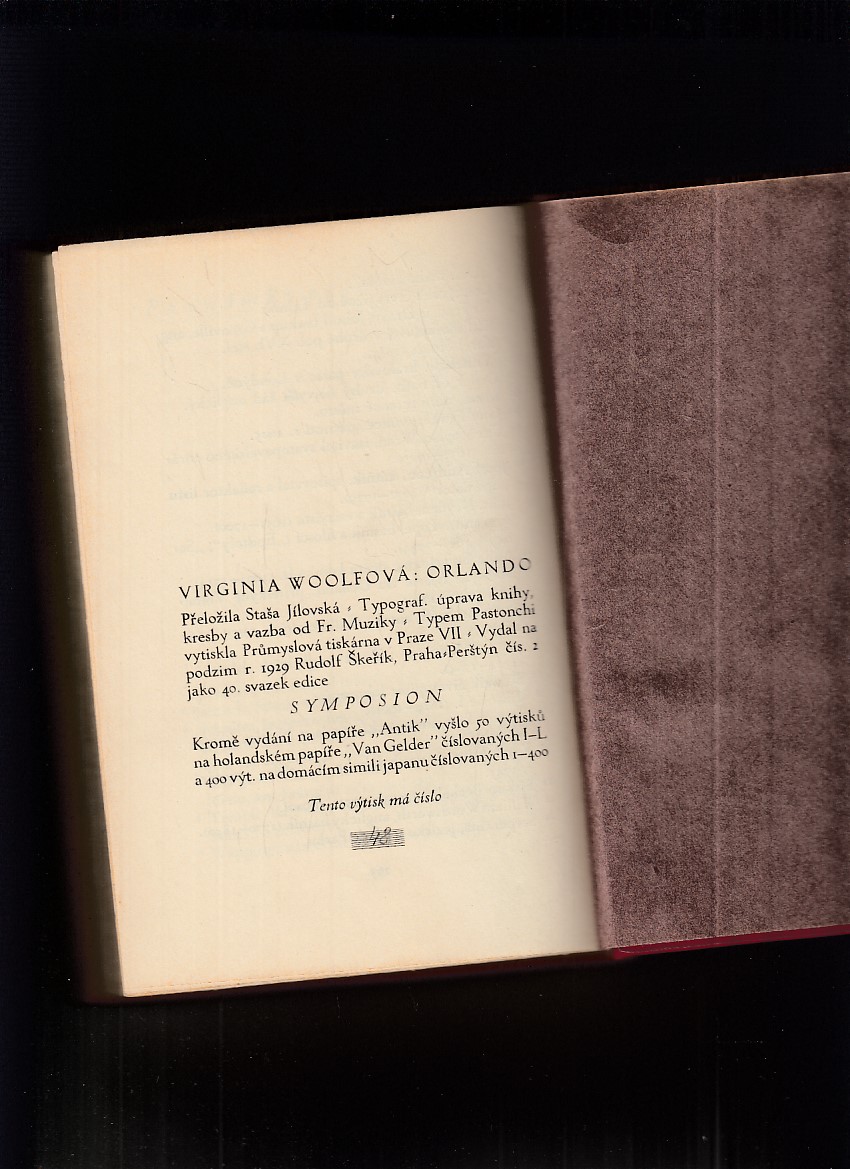 VIRGINIA WOOLFOVÁ: ORLANDO
Přeložila Staša Jílovská • Typograf. úprava knihy,
kresby a vazba od Fr. Muziky • Typem Pastonchi
vytiskla Průmyslová tiskárna v Praze VII • Vydal na
podzim r. 1929 Rudolf Škeřík, Praha-Perštýn čís. 2
jako 40. svazek edice
SYMPOSION
Kromě vydání na papíře „Antik” vyšlo 50 výtisků
na holandském papíře „Van Gelder” číslovaných I–L
a 400 výt. na domácím simili japanu číslovaných 1–400
Tento výtisk má číslo
48